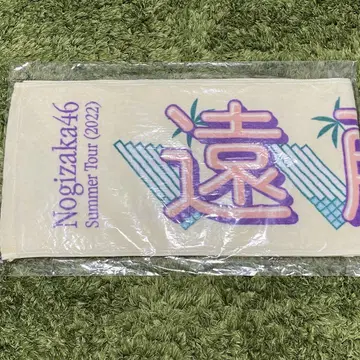 Nogizaka46
Summer Tour (2022)
遠